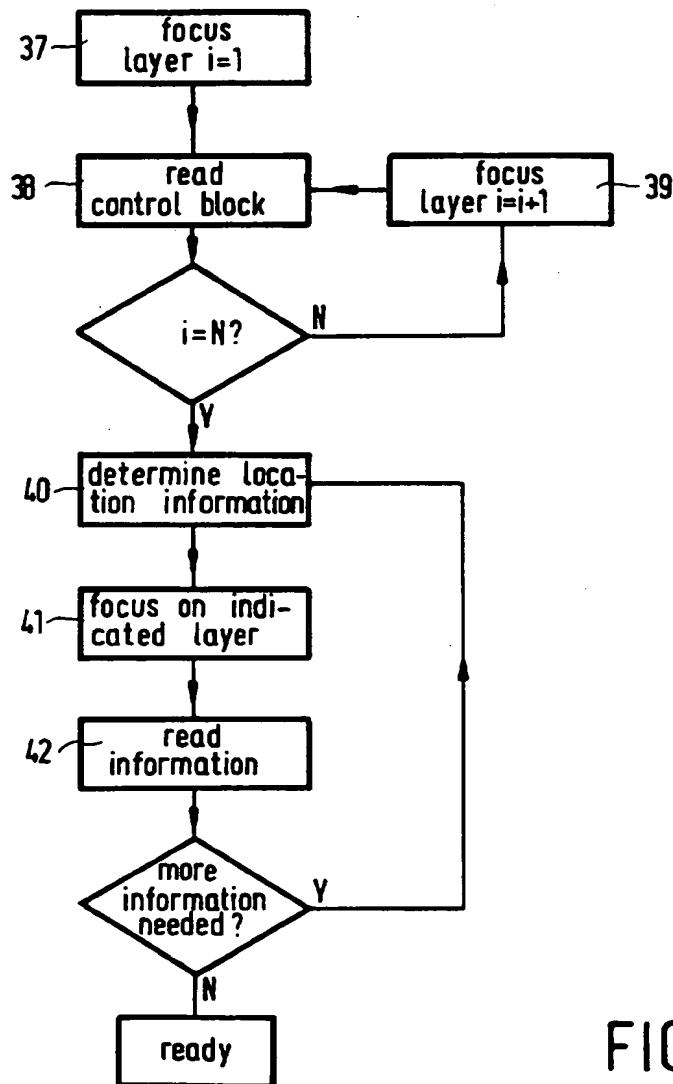 37
focus
layer i=1
38
read
control block
focus
layer i=i+1
39
i=N?
N
Y
40
determine loca-
tion information
41
focus on indi-
cated layer
42
read
information
more
information
needed?
Y
N
ready
FIG